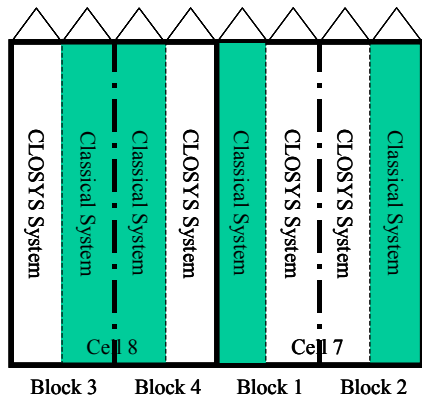 CLOSYS System
Classical System
Classical System
CLOSYS System
Classical System
CLOSYS System
CLOSYS System
Classical System
Cell 8
Cell 7
Block 3
Block 4
Block 1
Block 2